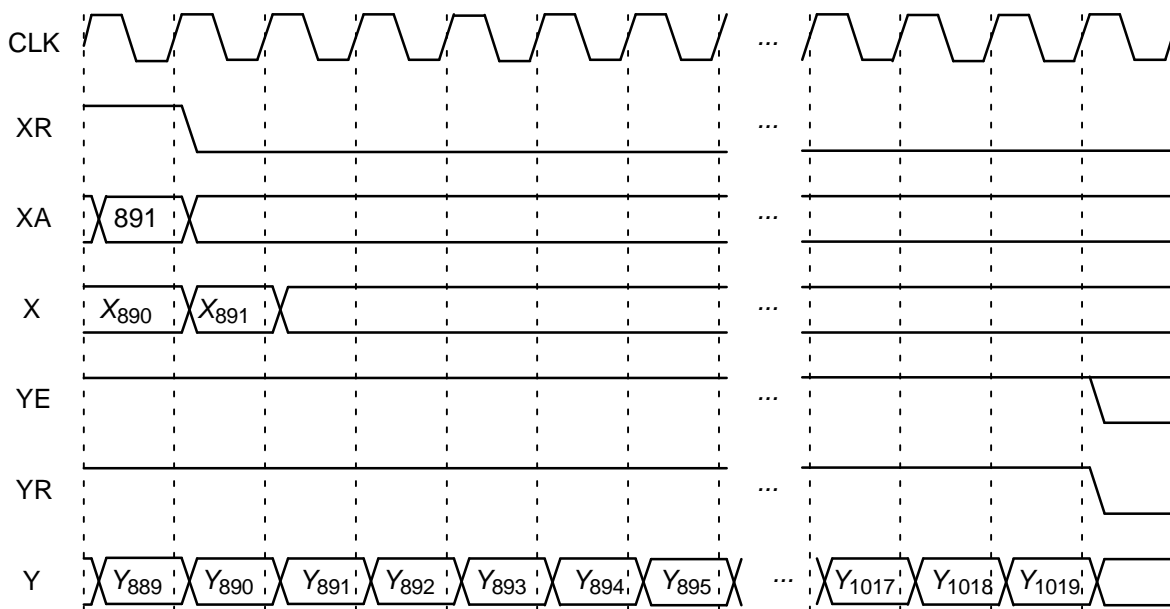 CLK ...
XR ...
XA 891 ...
X X890 X891 ...
YE ...
YR ...
Y Y889 Y890 Y891 Y892 Y893 Y894 Y895 ... Y1017 Y1018 Y1019